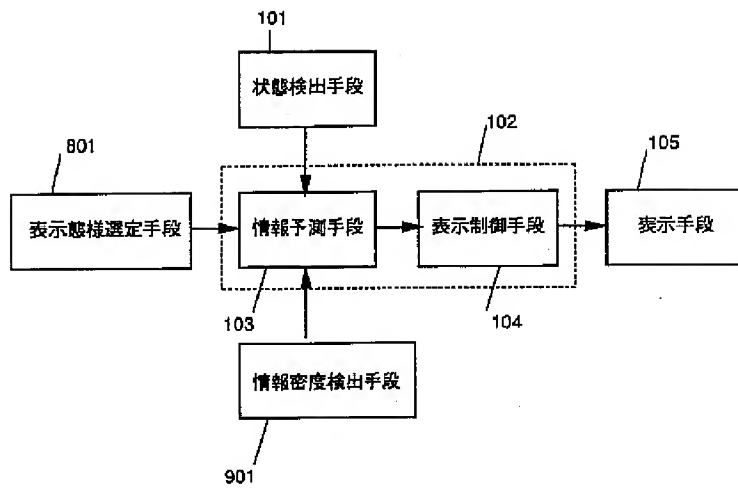 101
状態検出手段
102
105
801
表示態様選定手段
情報予測手段
表示制御手段
表示手段
103
104
情報密度検出手段
901